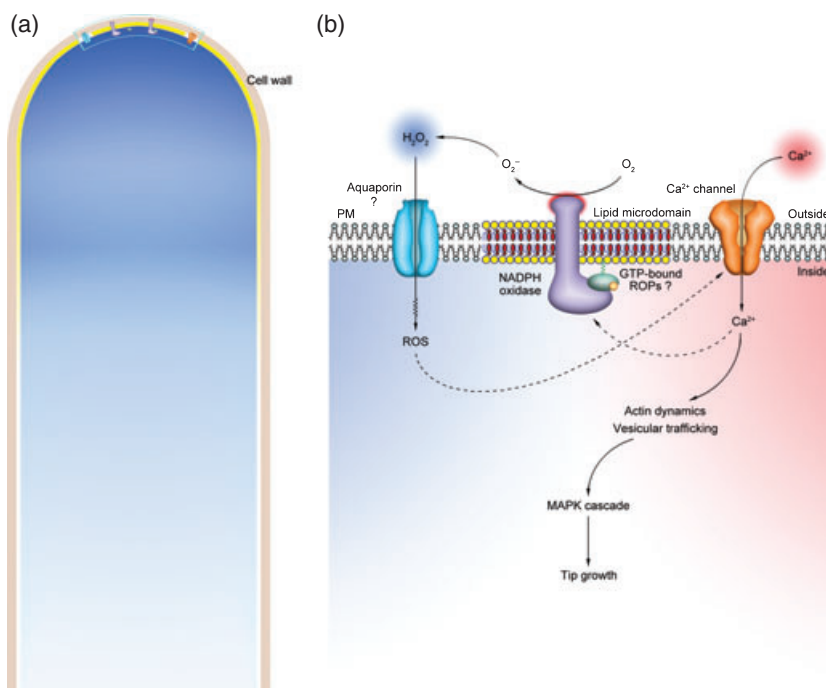 (a)
Cell wall
(b)
H₂O₂
O₂⁻
O₂
Ca²⁺
Aquaporin
?
Ca²⁺ channel
PM
Lipid microdomain
Outside
NADPH
oxidase
GTP-bound
ROPs ?
Inside
ROS
Ca²⁺
Actin dynamics
Vesicular trafficking
MAPK cascade
Tip growth